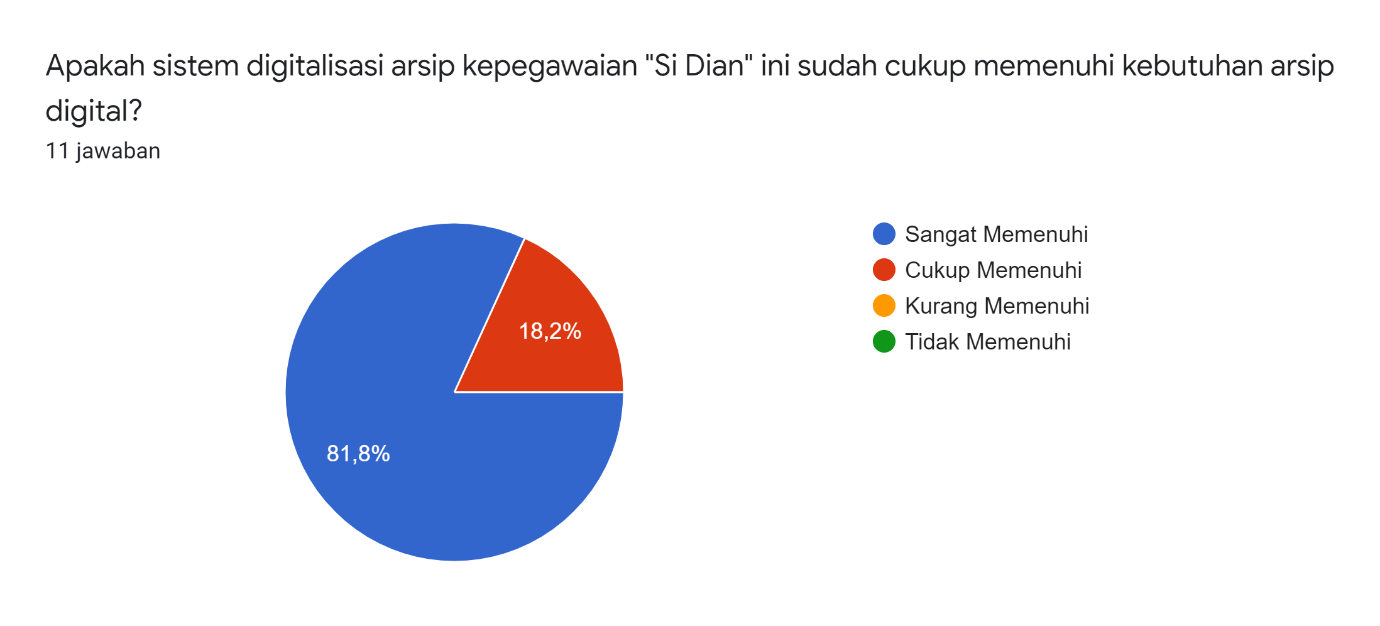 Apakah sistem digitalisasi arsip kepegawaian "Si Dian" ini sudah cukup memenuhi kebutuhan arsip
digital?
11 jawaban
Sangat Memenuhi
Cukup Memenuhi
Kurang Memenuhi
Tidak Memenuhi
18,2%
81,8%